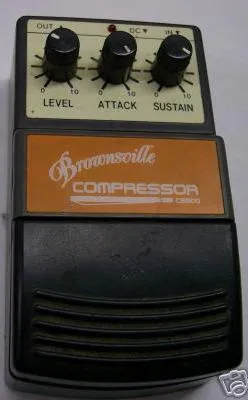 OUT ▲ DC ▼ IN ▼
0 10 0 10 0 10
LEVEL ATTACK SUSTAIN
Brownsville
COMPRESSOR